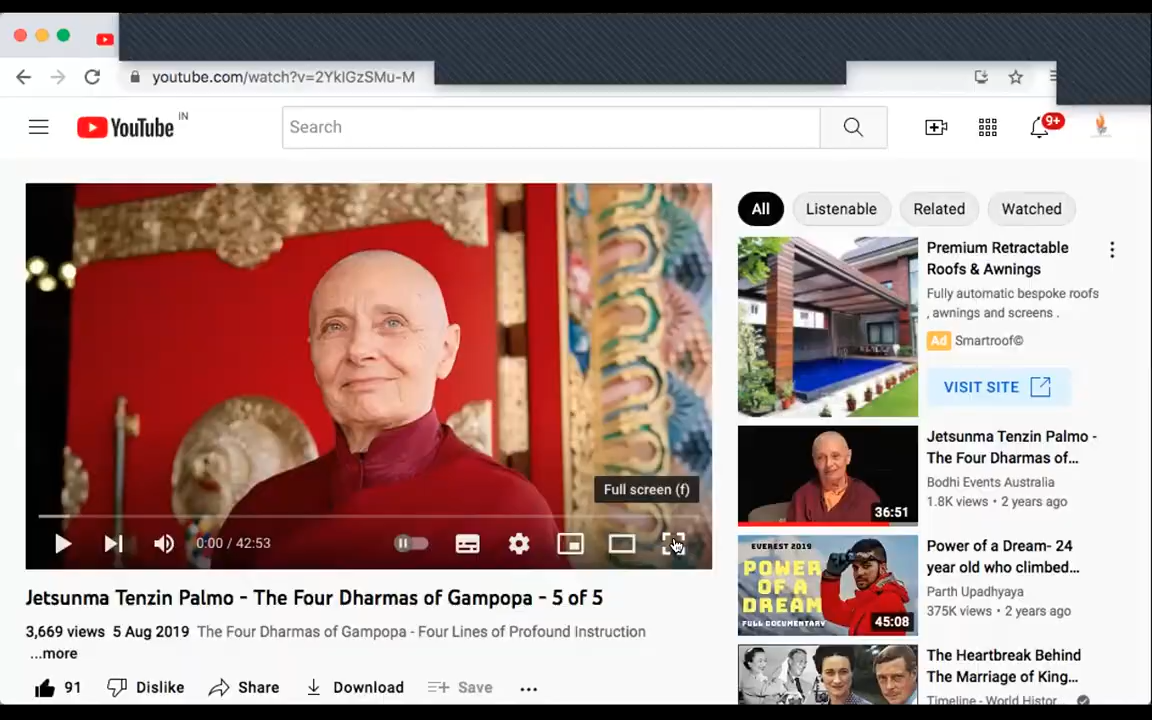 youtube.com/watch?v=2YkIGzSMu-M
YouTube IN
Search
9+
All
Listenable
Related
Watched
Full screen (f)
0:00 / 42:53
Jetsunma Tenzin Palmo - The Four Dharmas of Gampopa - 5 of 5
3,669 views 5 Aug 2019 The Four Dharmas of Gampopa - Four Lines of Profound Instruction
...more
91
Dislike
Share
Download
Save
Premium Retractable
Roofs & Awnings
Fully automatic bespoke roofs
, awnings and screens .
Ad Smartroof©
VISIT SITE
36:51
Jetsunma Tenzin Palmo -
The Four Dharmas of...
Bodhi Events Australia
1.8K views • 2 years ago
EVEREST 2019
POWER
OF A
DREAM
FULL DOCUMENTARY
45:08
Power of a Dream- 24
year old who climbed...
Parth Upadhyaya
375K views • 2 years ago
The Heartbreak Behind
The Marriage of King...
Timeline - World Histor...